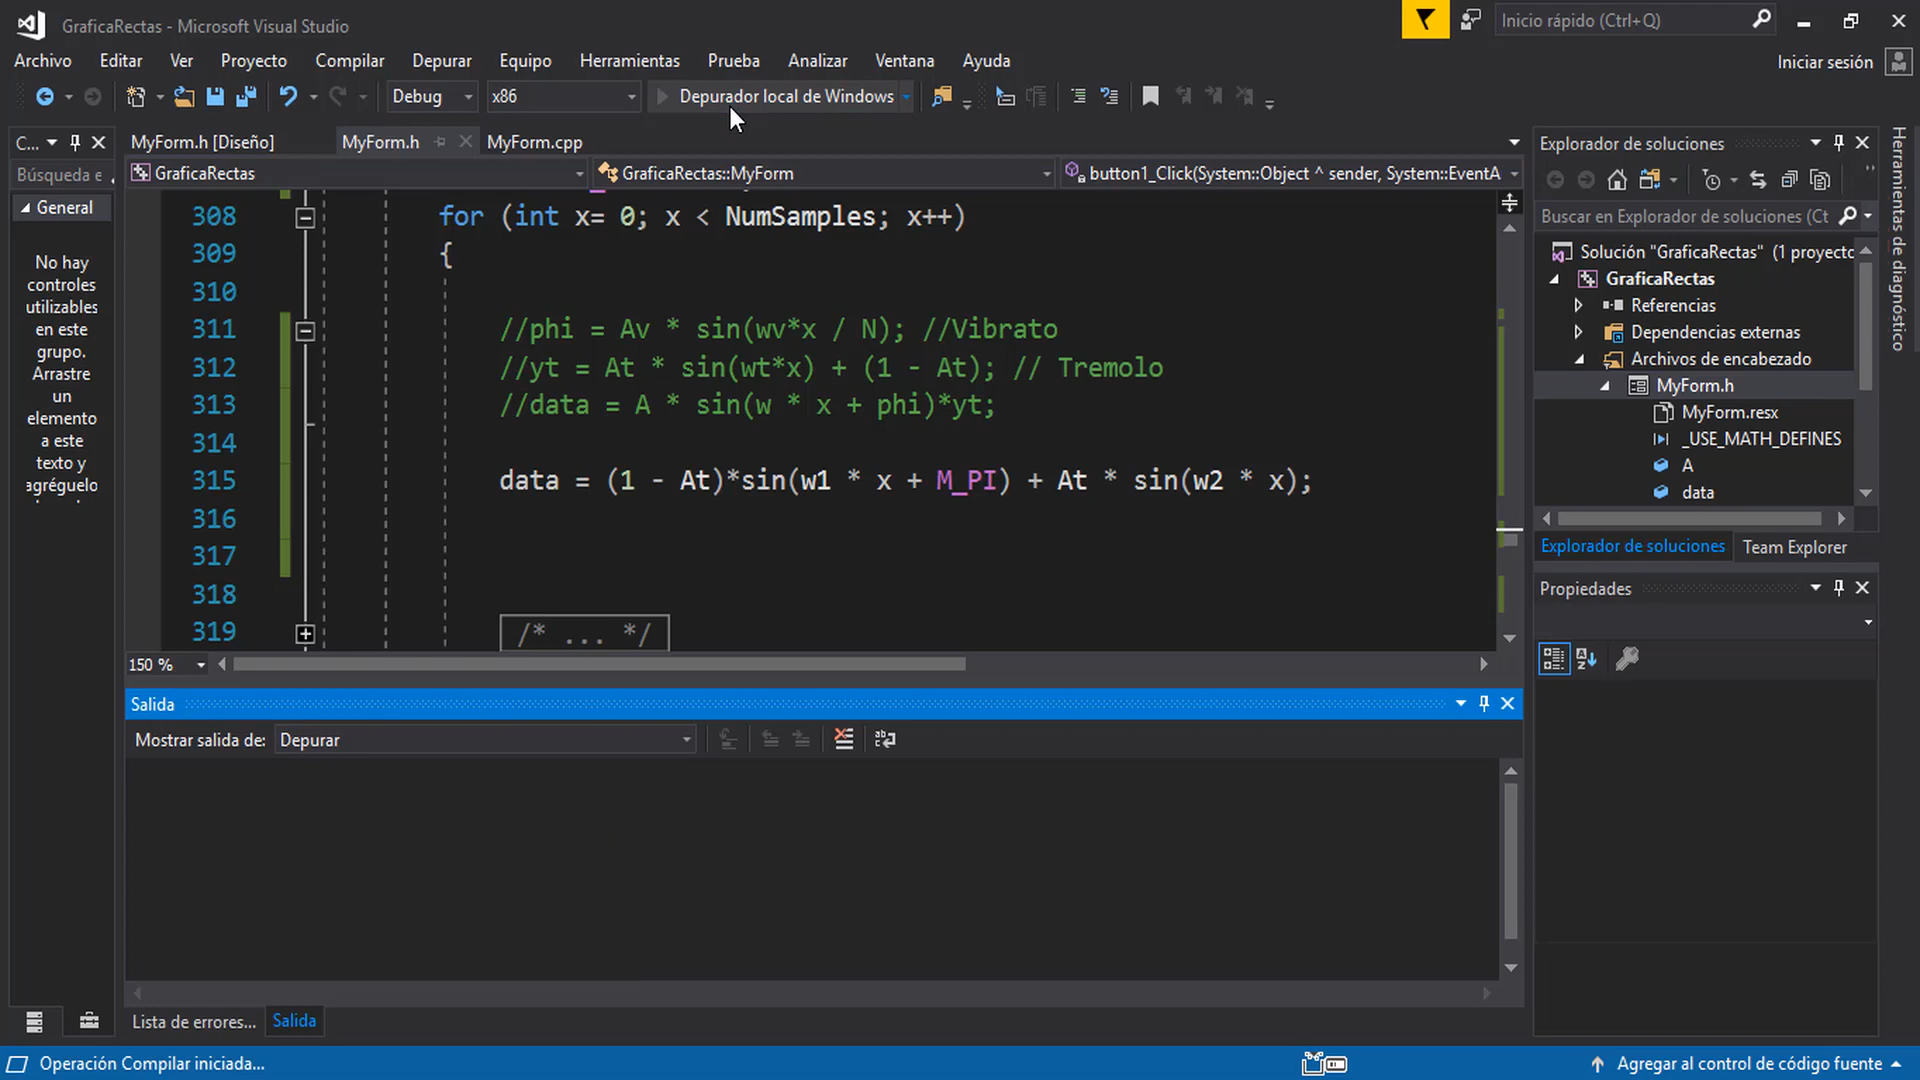 GraficaRectas - Microsoft Visual Studio
Inicio rápido (Ctrl+Q)
Archivo Editar Ver Proyecto Compilar Depurar Equipo Herramientas Prueba Analizar Ventana Ayuda
Iniciar sesión
Debug x86 Depurador local de Windows
C...
Búsqueda e
General
No hay
controles
utilizables
en este
grupo.
Arrastre
un
elemento
a este
texto y
agréguelo
MyForm.h [Diseño] MyForm.h MyForm.cpp
GraficaRectas GraficaRectas::MyForm button1_Click(System::Object ^ sender, System::EventA
308 for (int x= 0; x < NumSamples; x++)
309 {
310
311 //phi = Av * sin(wv*x / N); //Vibrato
312 //yt = At * sin(wt*x) + (1 - At); // Tremolo
313 //data = A * sin(w * x + phi)*yt;
314
315 data = (1 - At)*sin(w1 * x + M_PI) + At * sin(w2 * x);
316
317
318
319 /* ... */
150 %
Salida
Mostrar salida de: Depurar
Lista de errores... Salida
Explorador de soluciones
Buscar en Explorador de soluciones (Ct
Solución "GraficaRectas" (1 proyecto
GraficaRectas
Referencias
Dependencias externas
Archivos de encabezado
MyForm.h
MyForm.resx
_USE_MATH_DEFINES
A
data
Explorador de soluciones Team Explorer
Propiedades
Herramientas de diagnóstico
Operación Compilar iniciada...
Agregar al control de código fuente